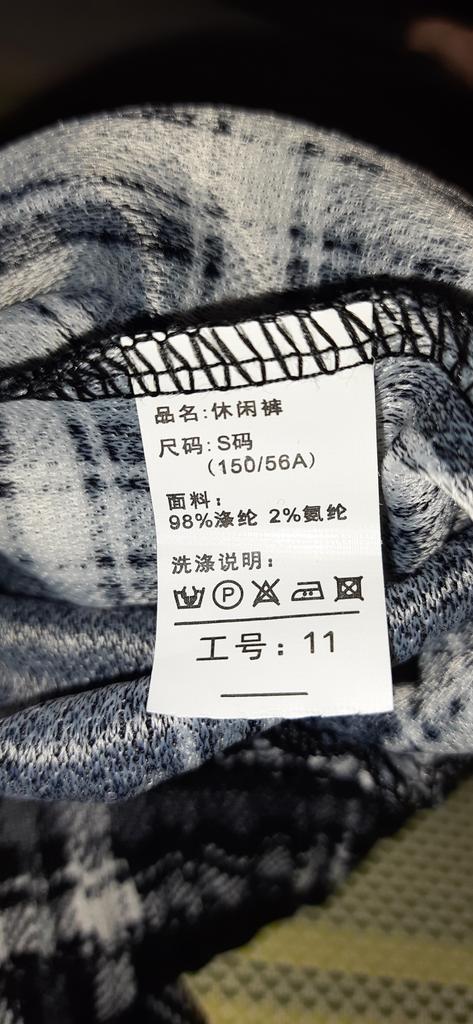 品名:休闲裤
尺码:S码
(150/56A)
面料:
98%涤纶 2%氨纶
洗涤说明:
P
工号: 11